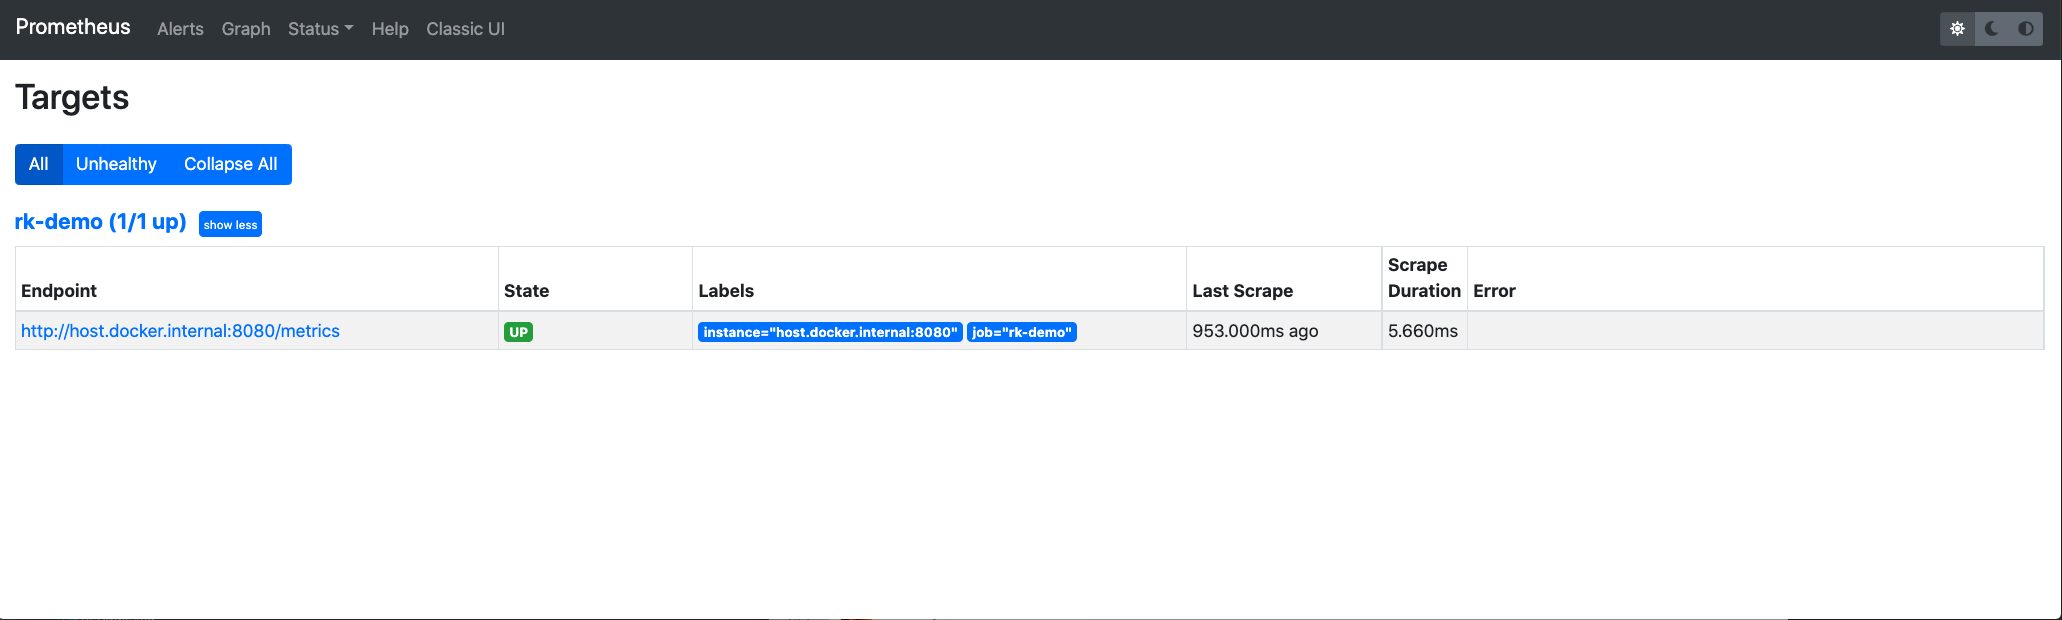 Prometheus Alerts Graph Status Help Classic UI
Targets
All Unhealthy Collapse All
rk-demo (1/1 up) show less
Endpoint State Labels Last Scrape Scrape Duration Error
http://host.docker.internal:8080/metrics UP instance="host.docker.internal:8080" job="rk-demo" 953.000ms ago 5.660ms